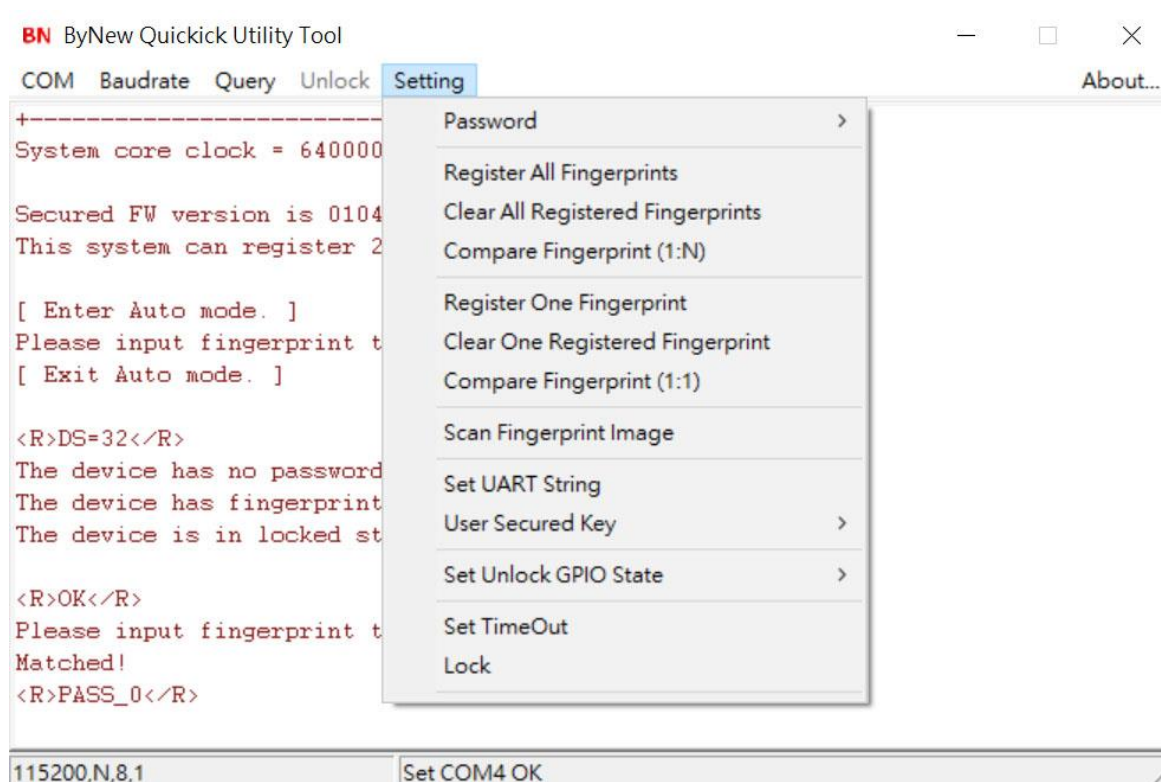 BN ByNew Quickick Utility Tool
COM Baudrate Query Unlock Setting About...
+--------------------------
System core clock = 640000
Secured FW version is 0104
This system can register 2
[ Enter Auto mode. ]
Please input fingerprint t
[ Exit Auto mode. ]
<R>DS=32</R>
The device has no password
The device has fingerprint
The device is in locked st
<R>OK</R>
Please input fingerprint t
Matched!
<R>PASS_0</R>
Password
Register All Fingerprints
Clear All Registered Fingerprints
Compare Fingerprint (1:N)
Register One Fingerprint
Clear One Registered Fingerprint
Compare Fingerprint (1:1)
Scan Fingerprint Image
Set UART String
User Secured Key
Set Unlock GPIO State
Set TimeOut
Lock
115200,N,8,1
Set COM4 OK